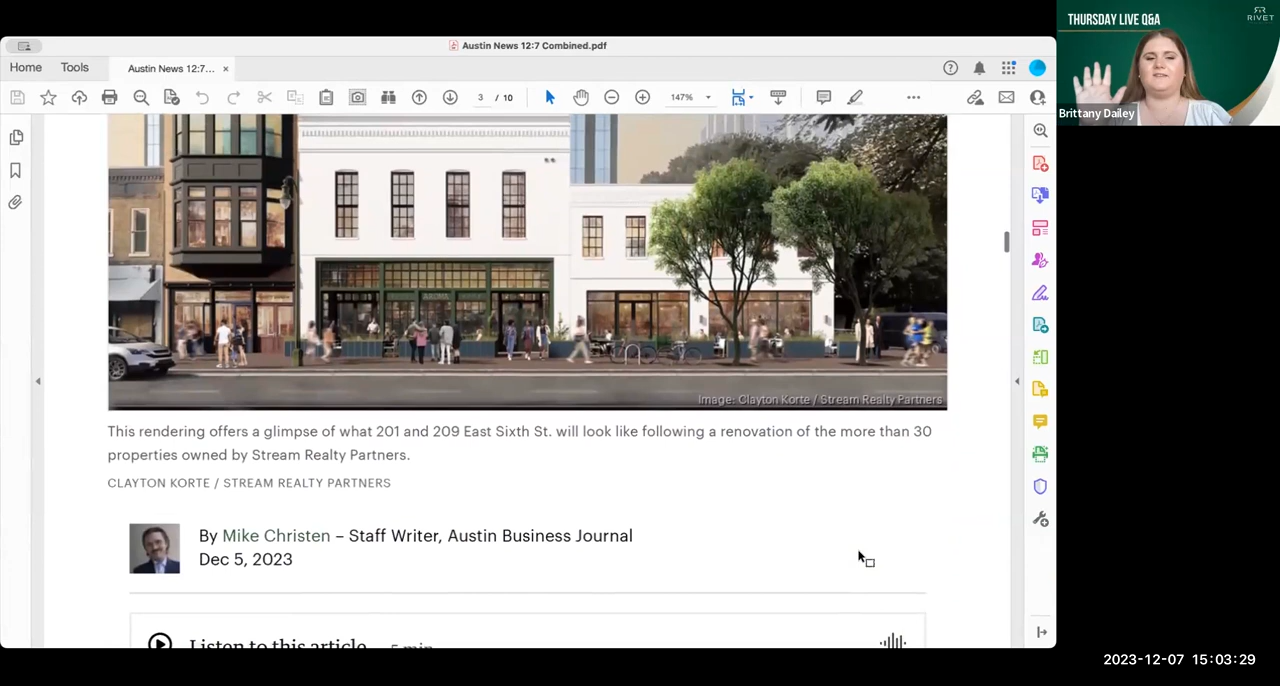 Austin News 12:7 Combined.pdf
Home
Tools
Austin News 12:7...
3 / 10
147%
Image: Clayton Korte / Stream Realty Partners
This rendering offers a glimpse of what 201 and 209 East Sixth St. will look like following a renovation of the more than 30
properties owned by Stream Realty Partners.
CLAYTON KORTE / STREAM REALTY PARTNERS
By Mike Christen – Staff Writer, Austin Business Journal
Dec 5, 2023
Listen to this article 5 min
THURSDAY LIVE Q&A
RIVET
Brittany Dailey
2023-12-07 15:03:29